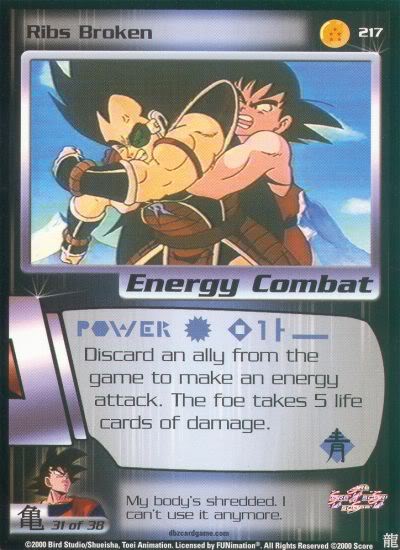 Ribs Broken
217
Energy Combat
POWER
Discard an ally from the
game to make an energy
attack. The foe takes 5 life
cards of damage.
青
My body's shredded. I
can't use it anymore.
亀
31 of 38
dbzcardgame.com
龍
©2000 Bird Studio/Shueisha, Toei Animation. Licensed by FUNimation®. All Rights Reserved ©2000 Score